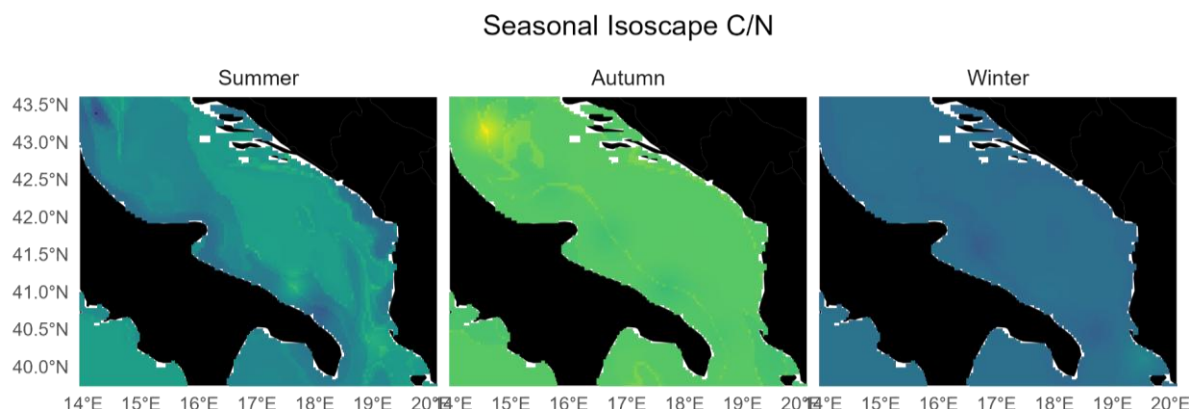 Seasonal Isoscape C/N
Summer Autumn Winter
43.5°N
43.0°N
42.5°N
42.0°N
41.5°N
41.0°N
40.5°N
40.0°N
14°E 15°E 16°E 17°E 18°E 19°E 20°E 14°E 15°E 16°E 17°E 18°E 19°E 20°E 14°E 15°E 16°E 17°E 18°E 19°E 20°E